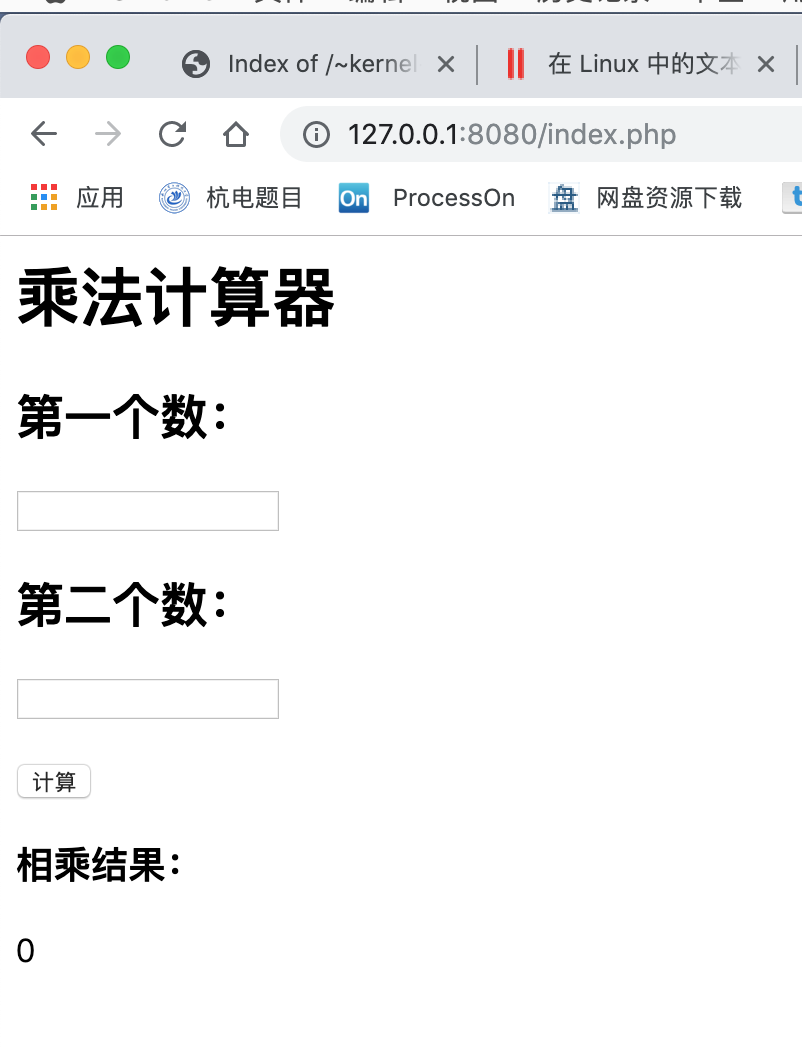 Index of /~kernel
在 Linux 中的文本
127.0.0.1:8080/index.php
应用 杭电题目 On ProcessOn 盘 网盘资源下载 t
乘法计算器
第一个数：
第二个数：
计算
相乘结果：
0